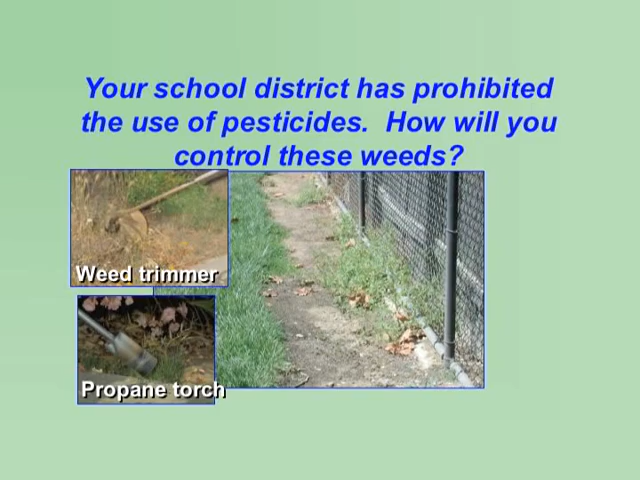 Your school district has prohibited
the use of pesticides.  How will you
control these weeds?
Weed trimmer
Propane torch